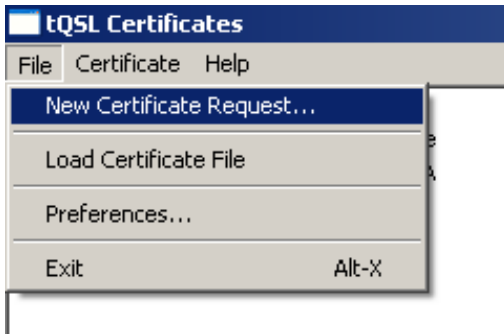 tQSL Certificates
File Certificate Help
New Certificate Request...
Load Certificate File
Preferences...
Exit Alt-X